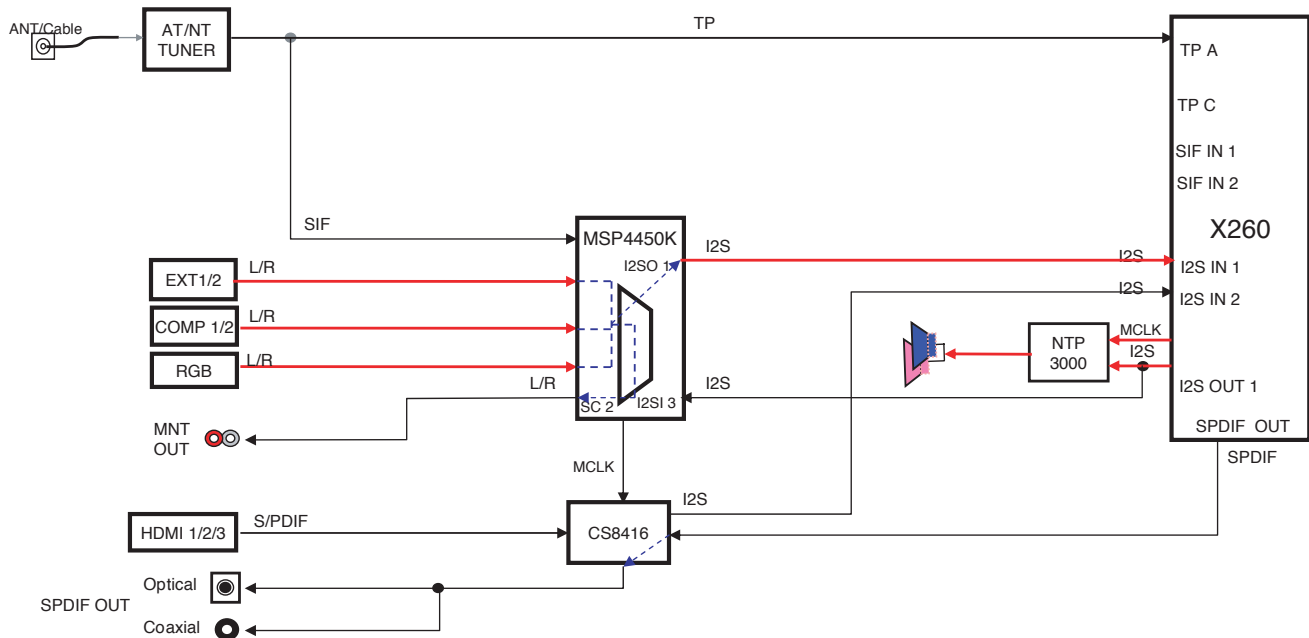 ANT/Cable
AT/NT
TUNER
TP
TP A
TP C
SIF IN 1
SIF IN 2
X260
SIF
MSP4450K
I2SO 1
I2S
I2S
I2S IN 1
I2S
I2S IN 2
EXT1/2
L/R
COMP 1/2
L/R
RGB
L/R
L/R
SC 2
I2SI 3
I2S
NTP
3000
MCLK
I2S
I2S OUT 1
SPDIF OUT
SPDIF
MNT
OUT
MCLK
I2S
HDMI 1/2/3
S/PDIF
CS8416
SPDIF OUT
Optical
Coaxial